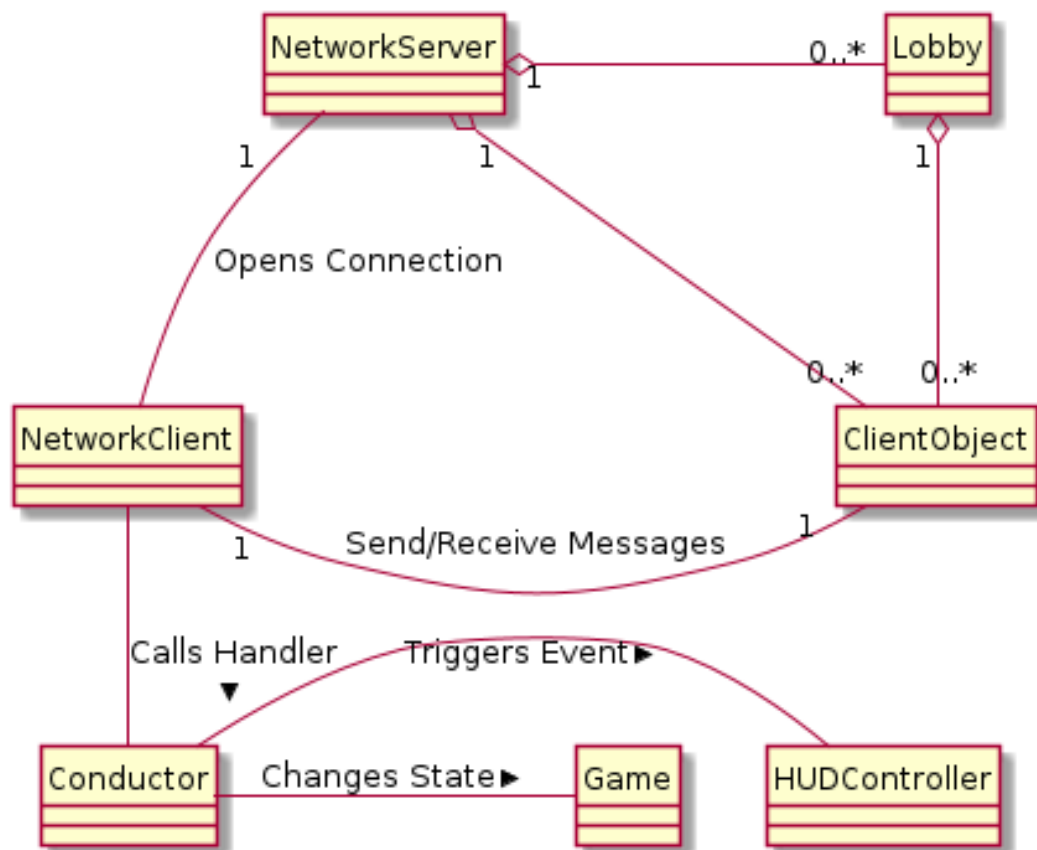 NetworkServer
Lobby
1
0..*
1
1
1
Opens Connection
0..*
0..*
NetworkClient
ClientObject
1
Send/Receive Messages
1
Calls Handler
▼
Triggers Event►
Conductor
Changes State►
Game
HUDController